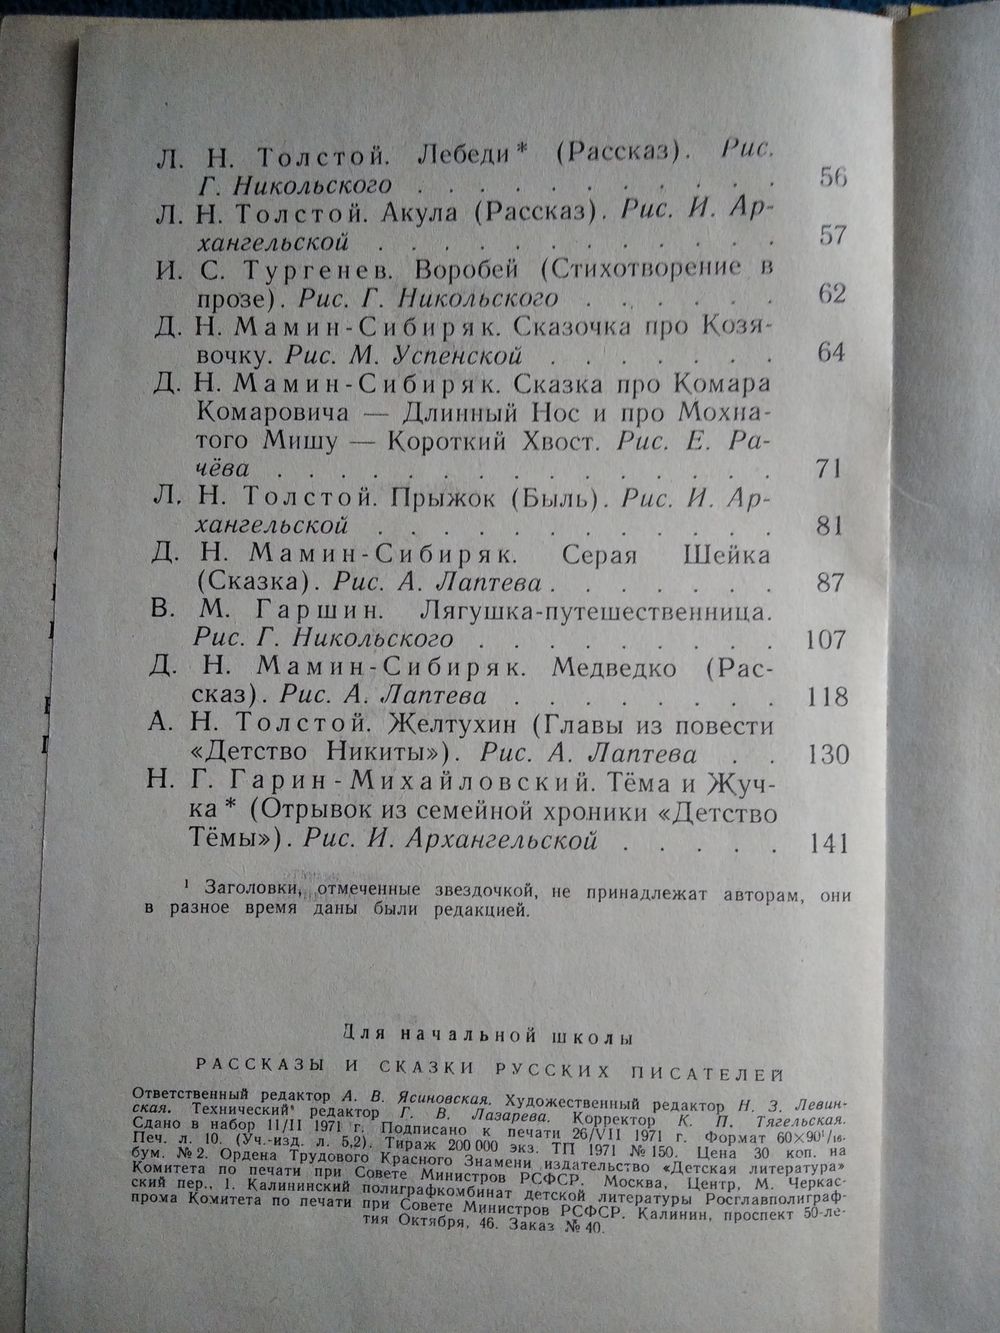 Л. Н. Толстой. Лебеди* (Рассказ). Рис.
Г. Никольского . . . . . . . . . . . 56
Л. Н. Толстой. Акула (Рассказ). Рис. И. Ар-
хангельской . . . . . . . . . . . . 57
И. С. Тургенев. Воробей (Стихотворение в
прозе). Рис. Г. Никольского . . . . . . 62
Д. Н. Мамин-Сибиряк. Сказочка про Козя-
вочку. Рис. М. Успенской . . . . . . . 64
Д. Н. Мамин-Сибиряк. Сказка про Комара
Комаровича — Длинный Нос и про Мохна-
того Мишу — Короткий Хвост. Рис. Е. Ра-
чёва . . . . . . . . . . . . . . . 71
Л. Н. Толстой. Прыжок (Быль). Рис. И. Ар-
хангельской . . . . . . . . . . . . 81
Д. Н. Мамин-Сибиряк. Серая Шейка
(Сказка). Рис. А. Лаптева . . . . . . . 87
В. М. Гаршин. Лягушка-путешественница.
Рис. Г. Никольского . . . . . . . . . 107
Д. Н. Мамин-Сибиряк. Медведко (Рас-
сказ). Рис. А. Лаптева . . . . . . . . 118
А. Н. Толстой. Желтухин (Главы из повести
«Детство Никиты»). Рис. А. Лаптева . . 130
Н. Г. Гарин-Михайловский. Тёма и Жуч-
ка* (Отрывок из семейной хроники «Детство
Тёмы»). Рис. И. Архангельской . . . . . 141
¹ Заголовки, отмеченные звездочкой, не принадлежат авторам, они
в разное время даны были редакцией.
Для начальной школы
РАССКАЗЫ И СКАЗКИ РУССКИХ ПИСАТЕЛЕЙ
Ответственный редактор А. В. Ясиновская. Художественный редактор Н. З. Левин-
ская. Технический редактор Г. В. Лазарева. Корректор К. П. Тягельская.
Сдано в набор 11/II 1971 г. Подписано к печати 26/VII 1971 г. Формат 60×90¹/₁₆.
Печ. л. 10. (Уч.-изд. л. 5,2). Тираж 200 000 экз. ТП 1971 № 150. Цена 30 коп. на
бум. № 2. Ордена Трудового Красного Знамени издательство «Детская литература»
Комитета по печати при Совете Министров РСФСР. Москва, Центр, М. Черкас-
ский пер., 1. Калининский полиграфкомбинат детской литературы Росглавполиграф-
прома Комитета по печати при Совете Министров РСФСР. Калинин, проспект 50-ле-
тия Октября, 46. Заказ № 40.